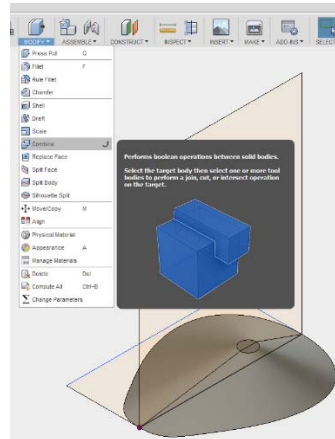 MODIFY ASSEMBLE CONSTRUCT INSPECT INSERT MAKE ADD-INS SELECT
Press Pull Q
Fillet F
Rule Fillet
Chamfer
Shell
Draft
Scale
Combine
Replace Face
Split Face
Split Body
Silhouette Split
Move/Copy M
Align
Physical Material
Appearance A
Manage Materials
Delete Del
Compute All Ctrl+B
Change Parameters
Performs boolean operations between solid bodies.
Select the target body then select one or more tool
bodies to perform a join, cut, or intersect operation
on the target.